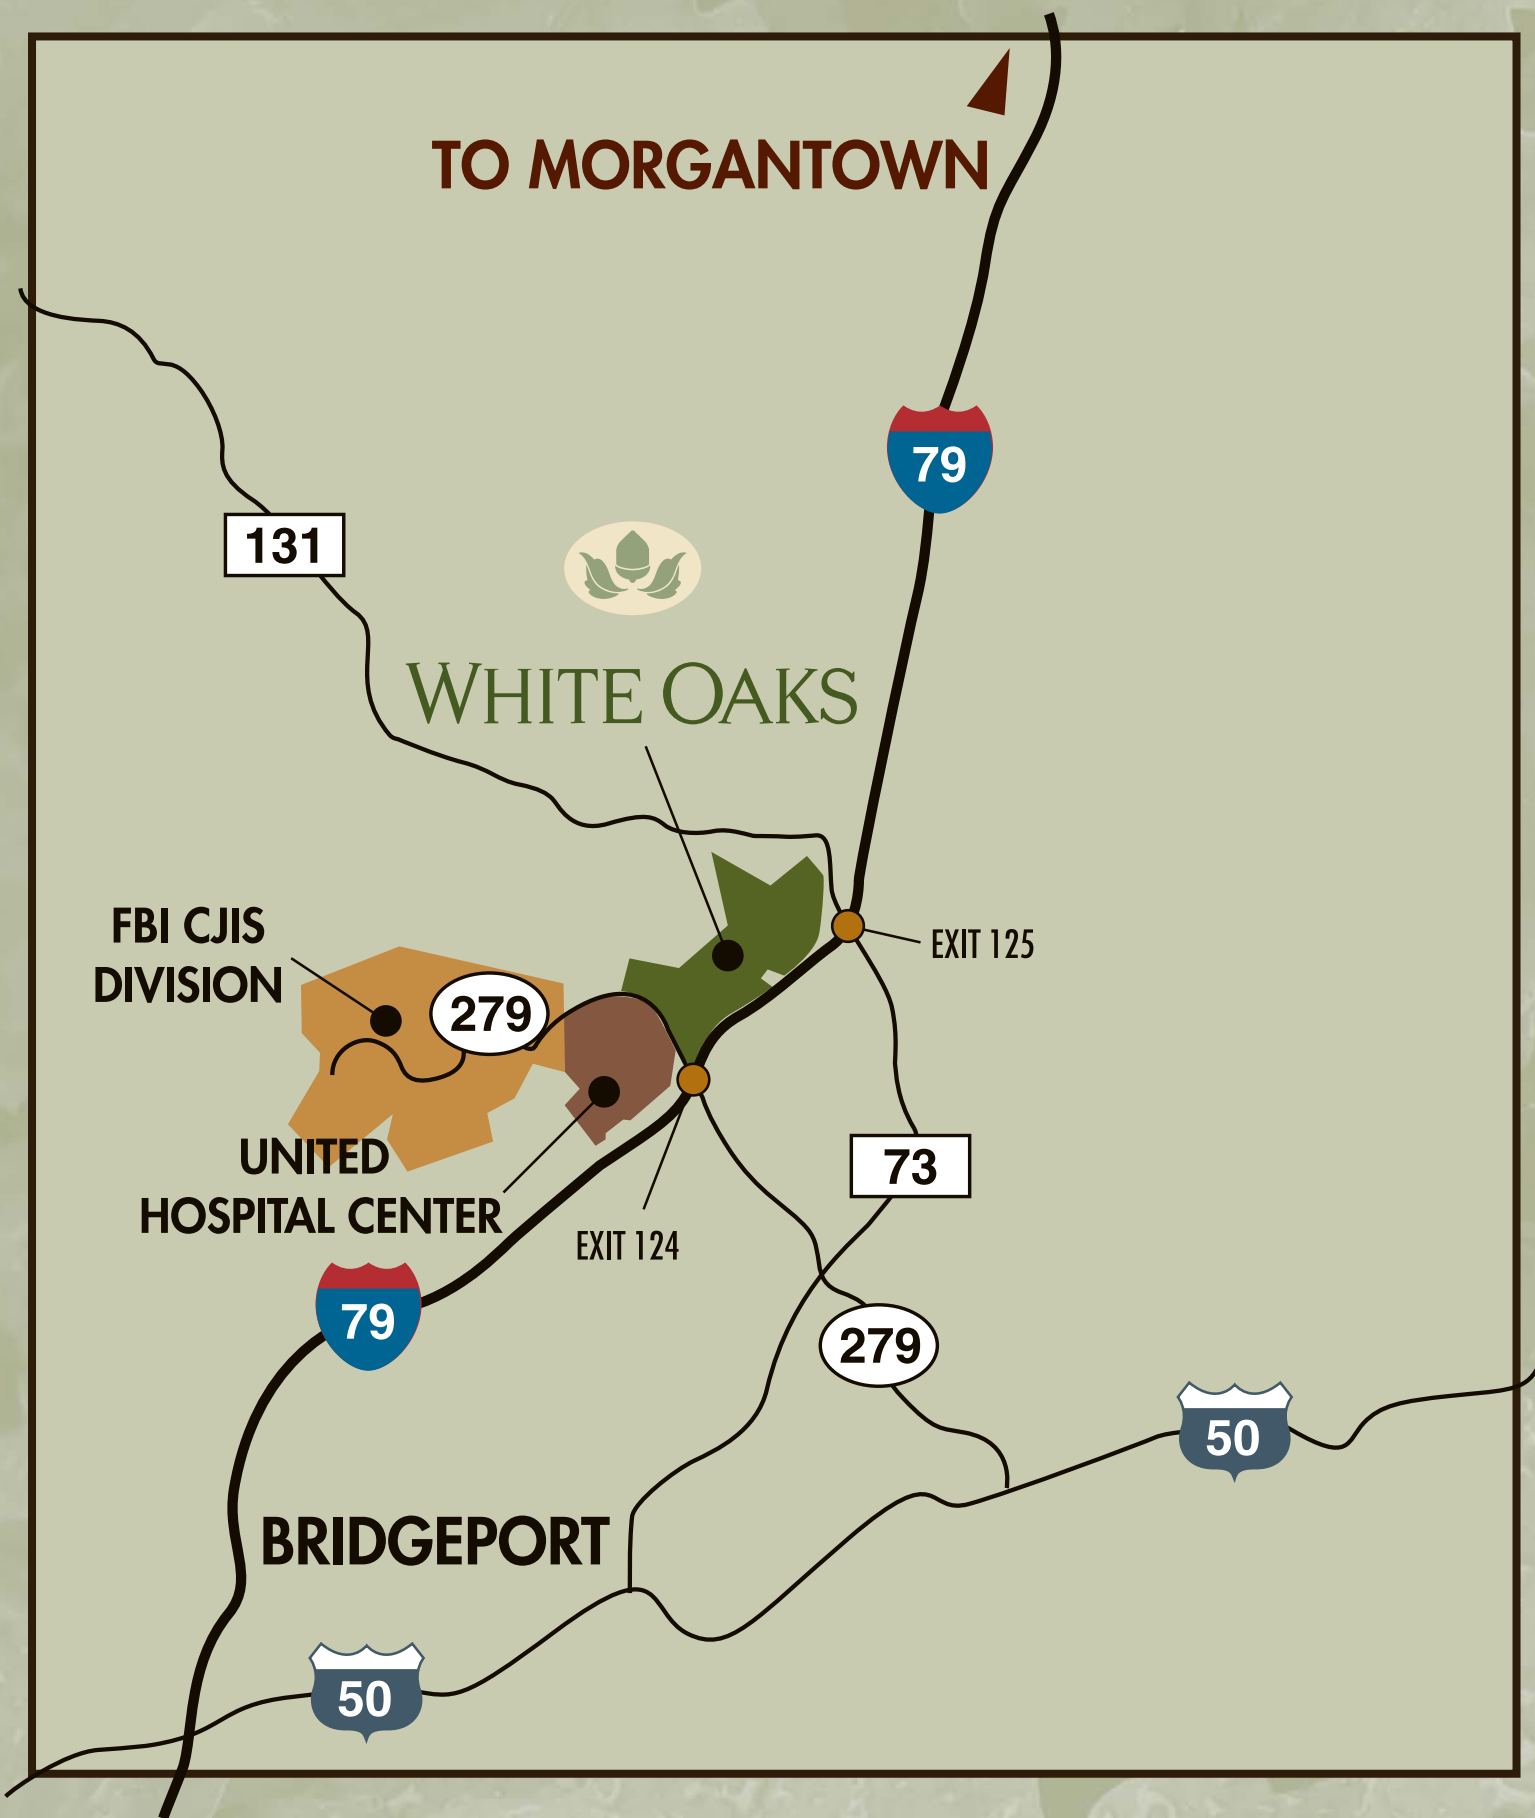 TO MORGANTOWN
79
131
WHITE OAKS
FBI CJIS
DIVISION
EXIT 125
279
UNITED
HOSPITAL CENTER
73
EXIT 124
79
279
50
BRIDGEPORT
50